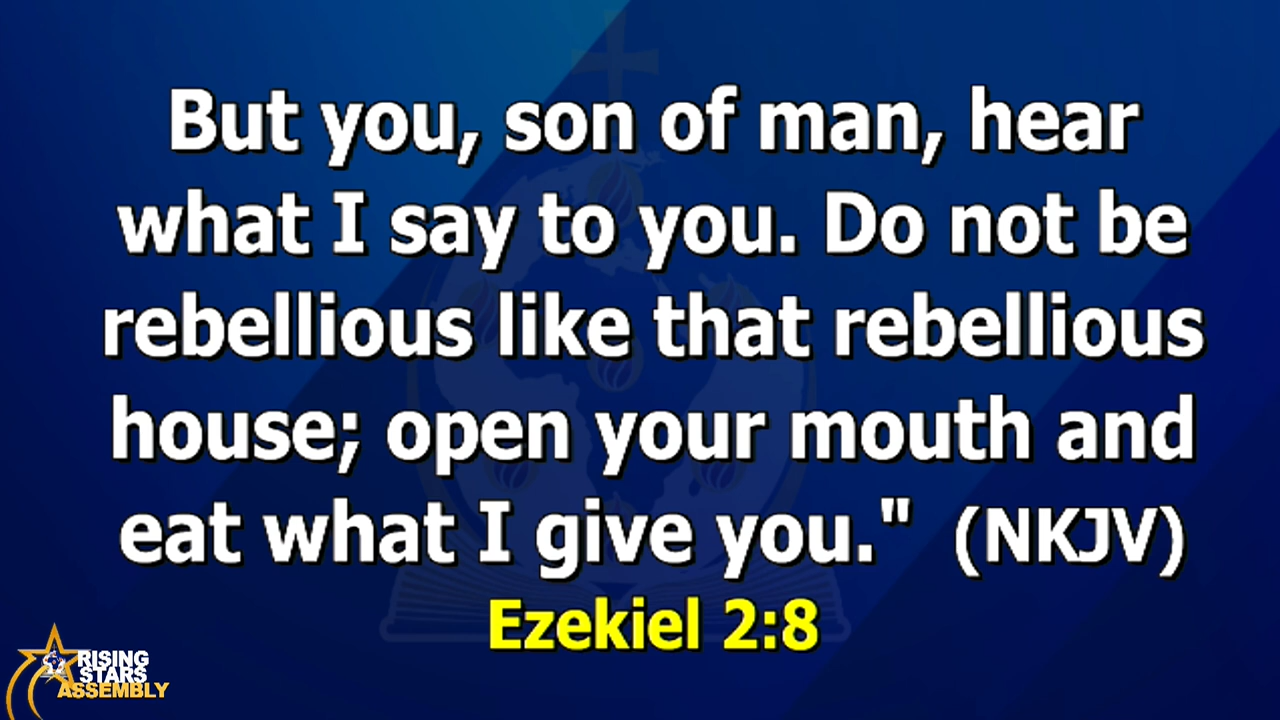 But you, son of man, hear
what I say to you. Do not be
rebellious like that rebellious
house; open your mouth and
eat what I give you."  (NKJV)
Ezekiel 2:8
RISING
STARS
ASSEMBLY